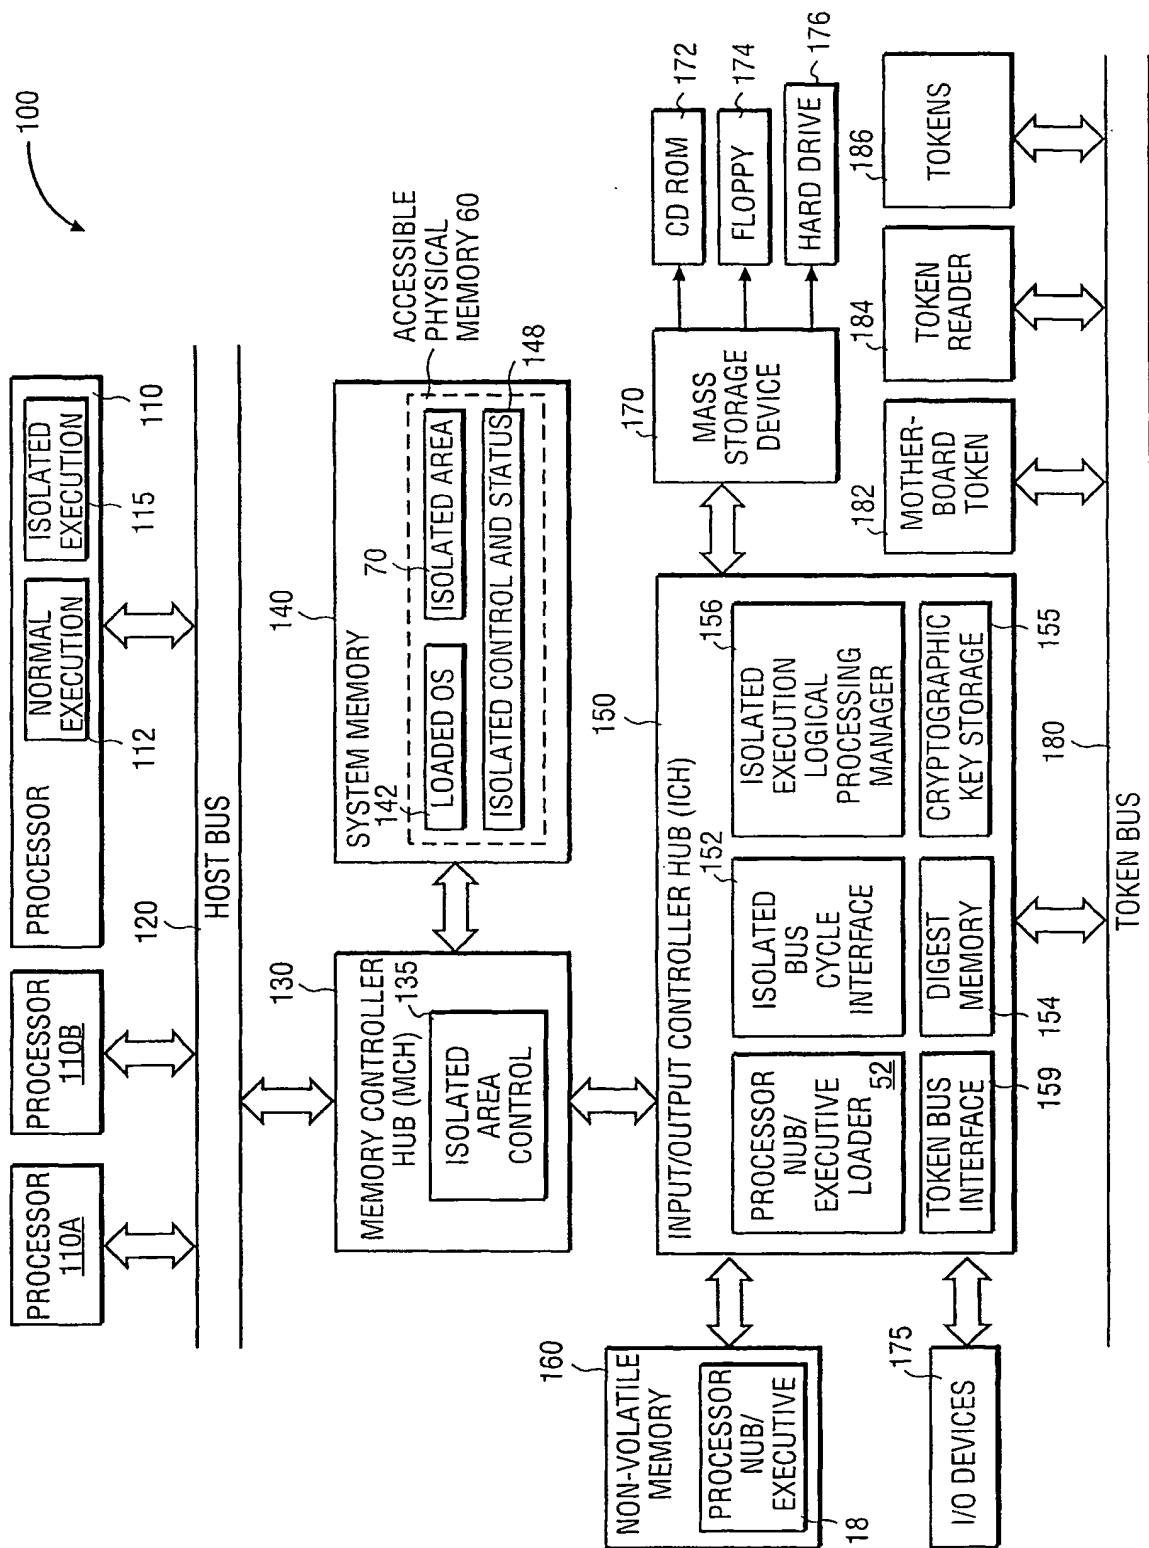 100
PROCESSOR
110A
PROCESSOR
110B
PROCESSOR
NORMAL
EXECUTION
112
ISOLATED
EXECUTION
115
110
120
HOST BUS
130
MEMORY CONTROLLER
HUB (MCH)
135
ISOLATED
AREA
CONTROL
140
SYSTEM MEMORY
142
LOADED OS
70
ISOLATED AREA
ISOLATED CONTROL AND STATUS
148
ACCESSIBLE
PHYSICAL
MEMORY 60
150
INPUT/OUTPUT CONTROLLER HUB (ICH)
PROCESSOR
NUB/
EXECUTIVE
LOADER
52
152
ISOLATED
BUS
CYCLE
INTERFACE
156
ISOLATED
EXECUTION
LOGICAL
PROCESSING
MANAGER
TOKEN BUS
INTERFACE
159
DIGEST
MEMORY
154
CRYPTOGRAPHIC
KEY STORAGE
155
160
NON-VOLATILE
MEMORY
PROCESSOR
NUB/
EXECUTIVE
18
175
I/O DEVICES
170
MASS
STORAGE
DEVICE
CD ROM
172
FLOPPY
174
HARD DRIVE
176
182
MOTHER-
BOARD
TOKEN
184
TOKEN
READER
186
TOKENS
180
TOKEN BUS